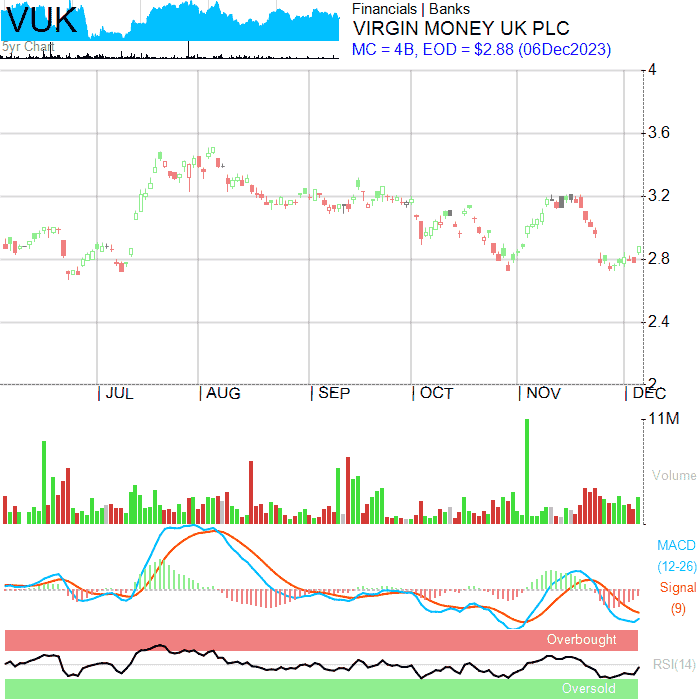 VUK
5yr Chart
Financials | Banks
VIRGIN MONEY UK PLC
MC = 4B, EOD = $2.88 (06Dec2023)
4
3.6
3.2
2.8
2.4
2
JUL
AUG
SEP
OCT
NOV
DEC
11M
Volume
MACD
(12-26)
Signal
(9)
Overbought
RSI(14)
Oversold